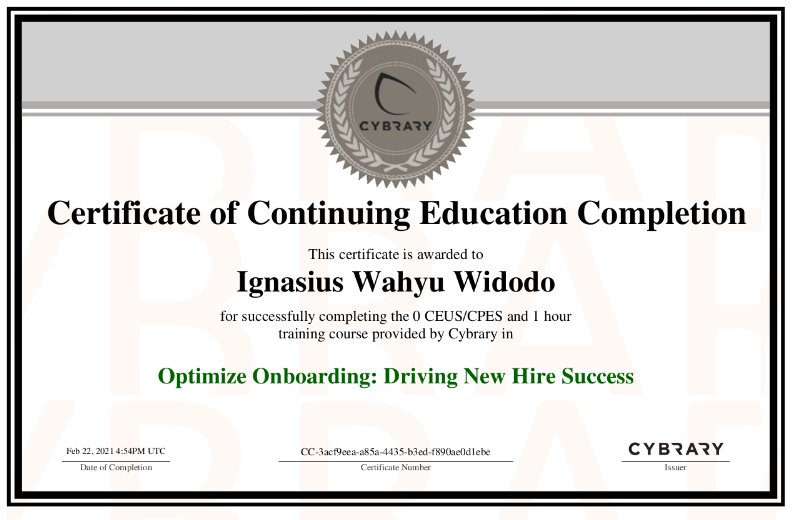 CYBRARY
Certificate of Continuing Education Completion
This certificate is awarded to
Ignasius Wahyu Widodo
for successfully completing the 0 CEUS/CPES and 1 hour
training course provided by Cybrary in
Optimize Onboarding: Driving New Hire Success
Feb 22, 2021 4:54PM UTC
Date of Completion
CC-3acf9eea-a85a-4435-b3ed-f890ae0d1ebe
Certificate Number
CYBRARY
Issuer